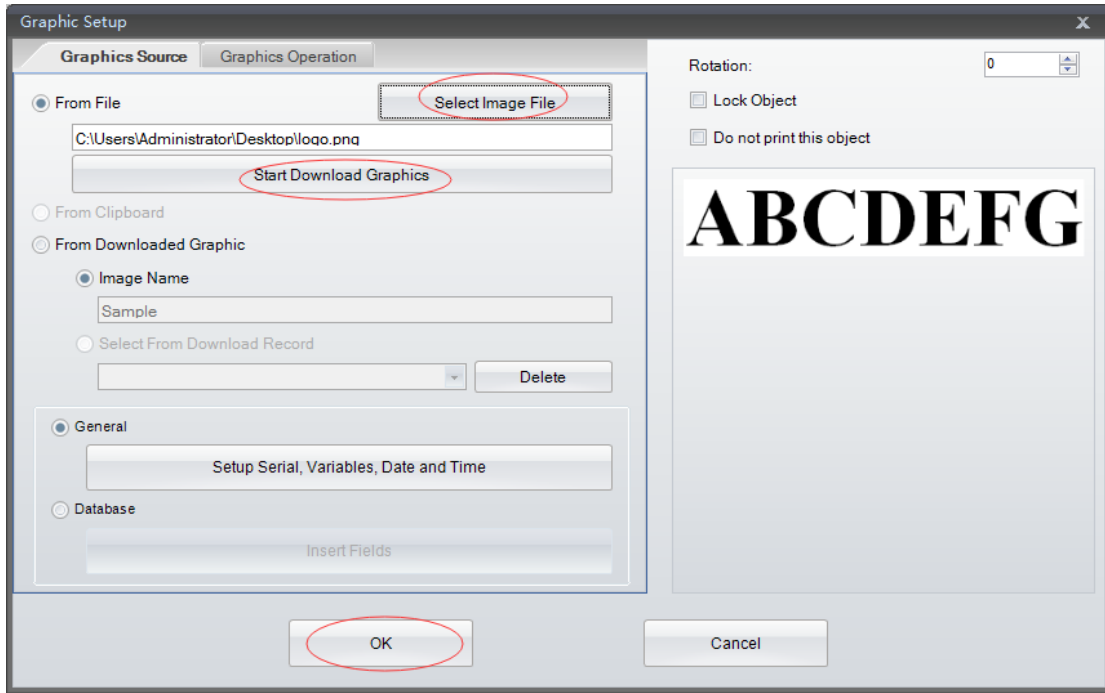 Graphic Setup
X
Graphics Source
Graphics Operation
From File
Select Image File
C:\Users\Administrator\Desktop\logo.png
Start Download Graphics
From Clipboard
From Downloaded Graphic
Image Name
Sample
Select From Download Record
Delete
General
Setup Serial, Variables, Date and Time
Database
Insert Fields
Rotation:
0
Lock Object
Do not print this object
ABCDEFG
OK
Cancel